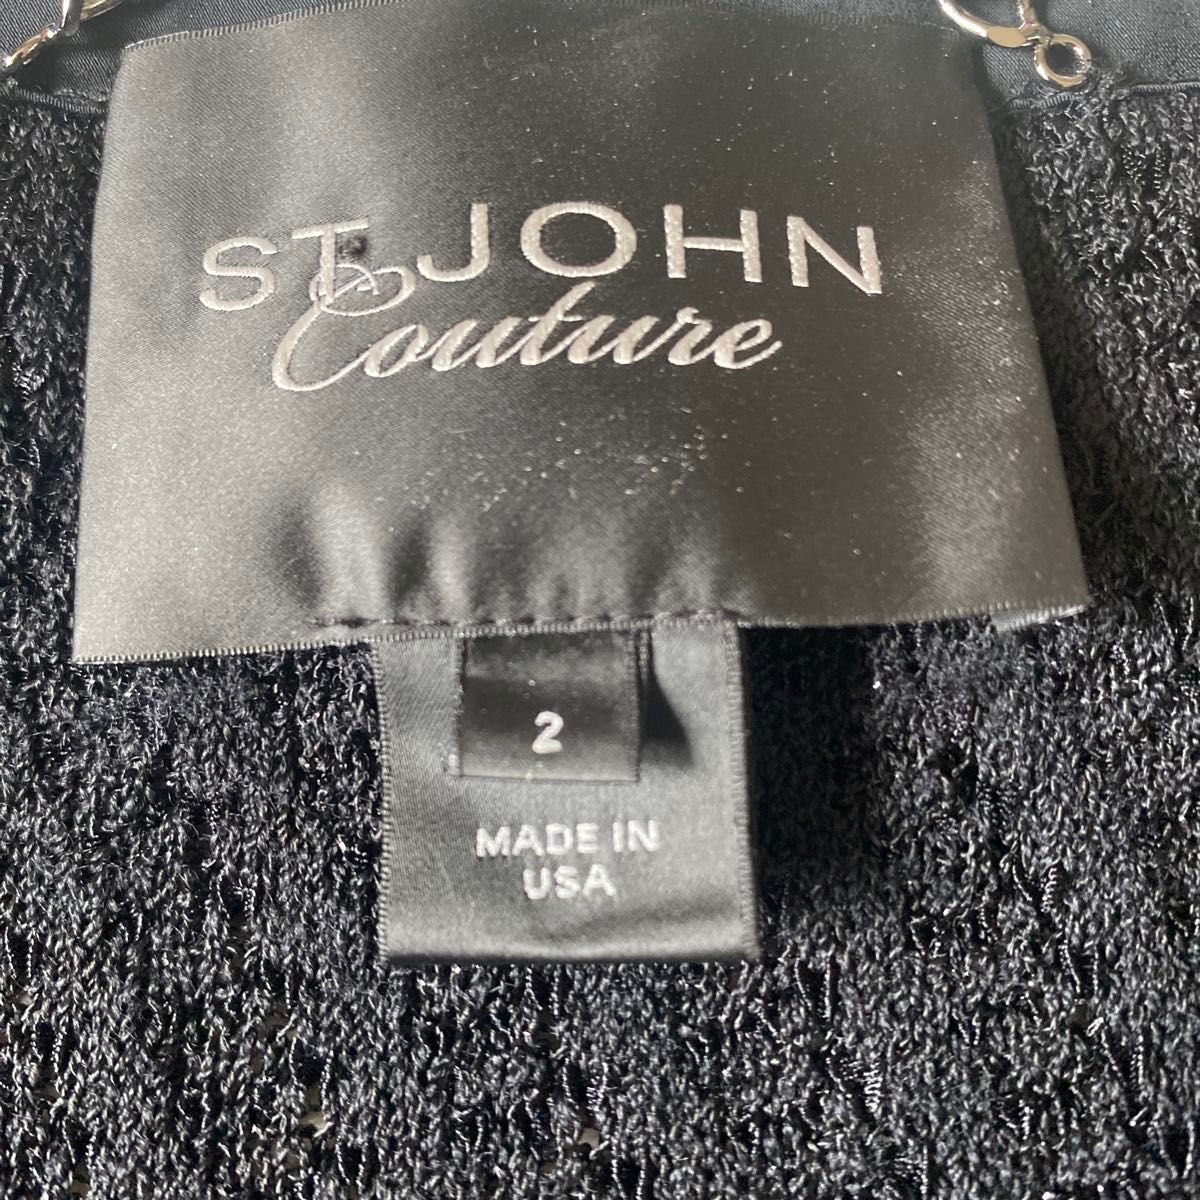 ST. JOHN
Couture
2
MADE IN
USA